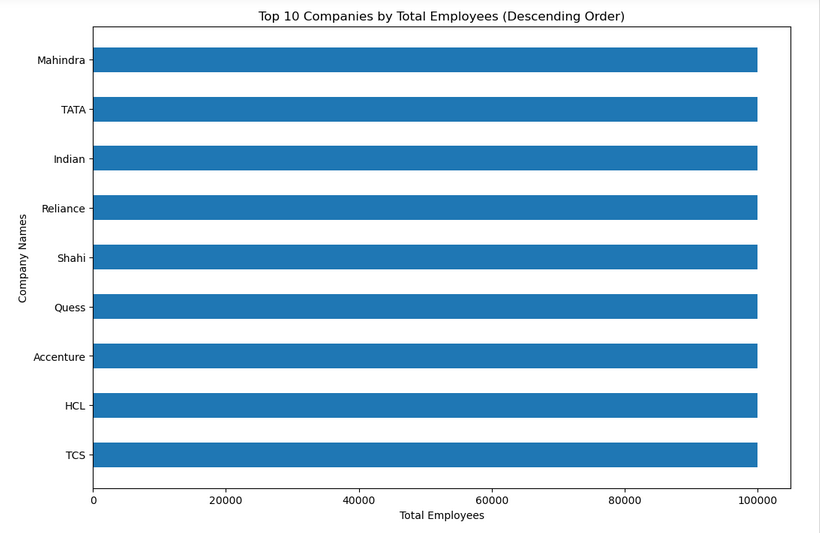 Top 10 Companies by Total Employees (Descending Order)
Company Names
Mahindra
TATA
Indian
Reliance
Shahi
Quess
Accenture
HCL
TCS
0 20000 40000 60000 80000 100000
Total Employees